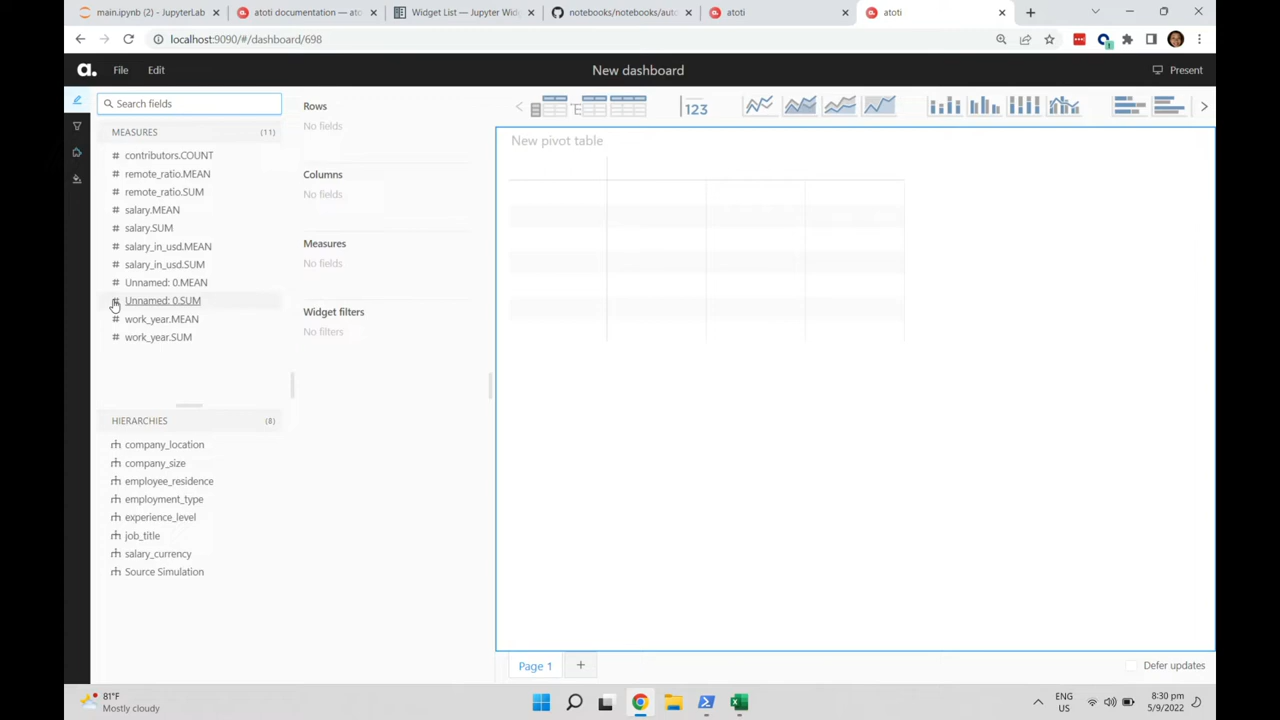 main.ipynb (2) - JupyterLab
atoti documentation — ato
Widget List — Jupyter Widg
notebooks/notebooks/auto
atoti
atoti
localhost:9090/#/dashboard/698
a.
File
Edit
New dashboard
Present
Search fields
MEASURES
(11)
contributors.COUNT
remote_ratio.MEAN
remote_ratio.SUM
salary.MEAN
salary.SUM
salary_in_usd.MEAN
salary_in_usd.SUM
Unnamed: 0.MEAN
Unnamed: 0.SUM
work_year.MEAN
work_year.SUM
HIERARCHIES
(8)
company_location
company_size
employee_residence
employment_type
experience_level
job_title
salary_currency
Source Simulation
Rows
No fields
Columns
No fields
Measures
No fields
Widget filters
No filters
123
New pivot table
Page 1
Defer updates
81°F
Mostly cloudy
ENG
US
8:30 pm
5/9/2022